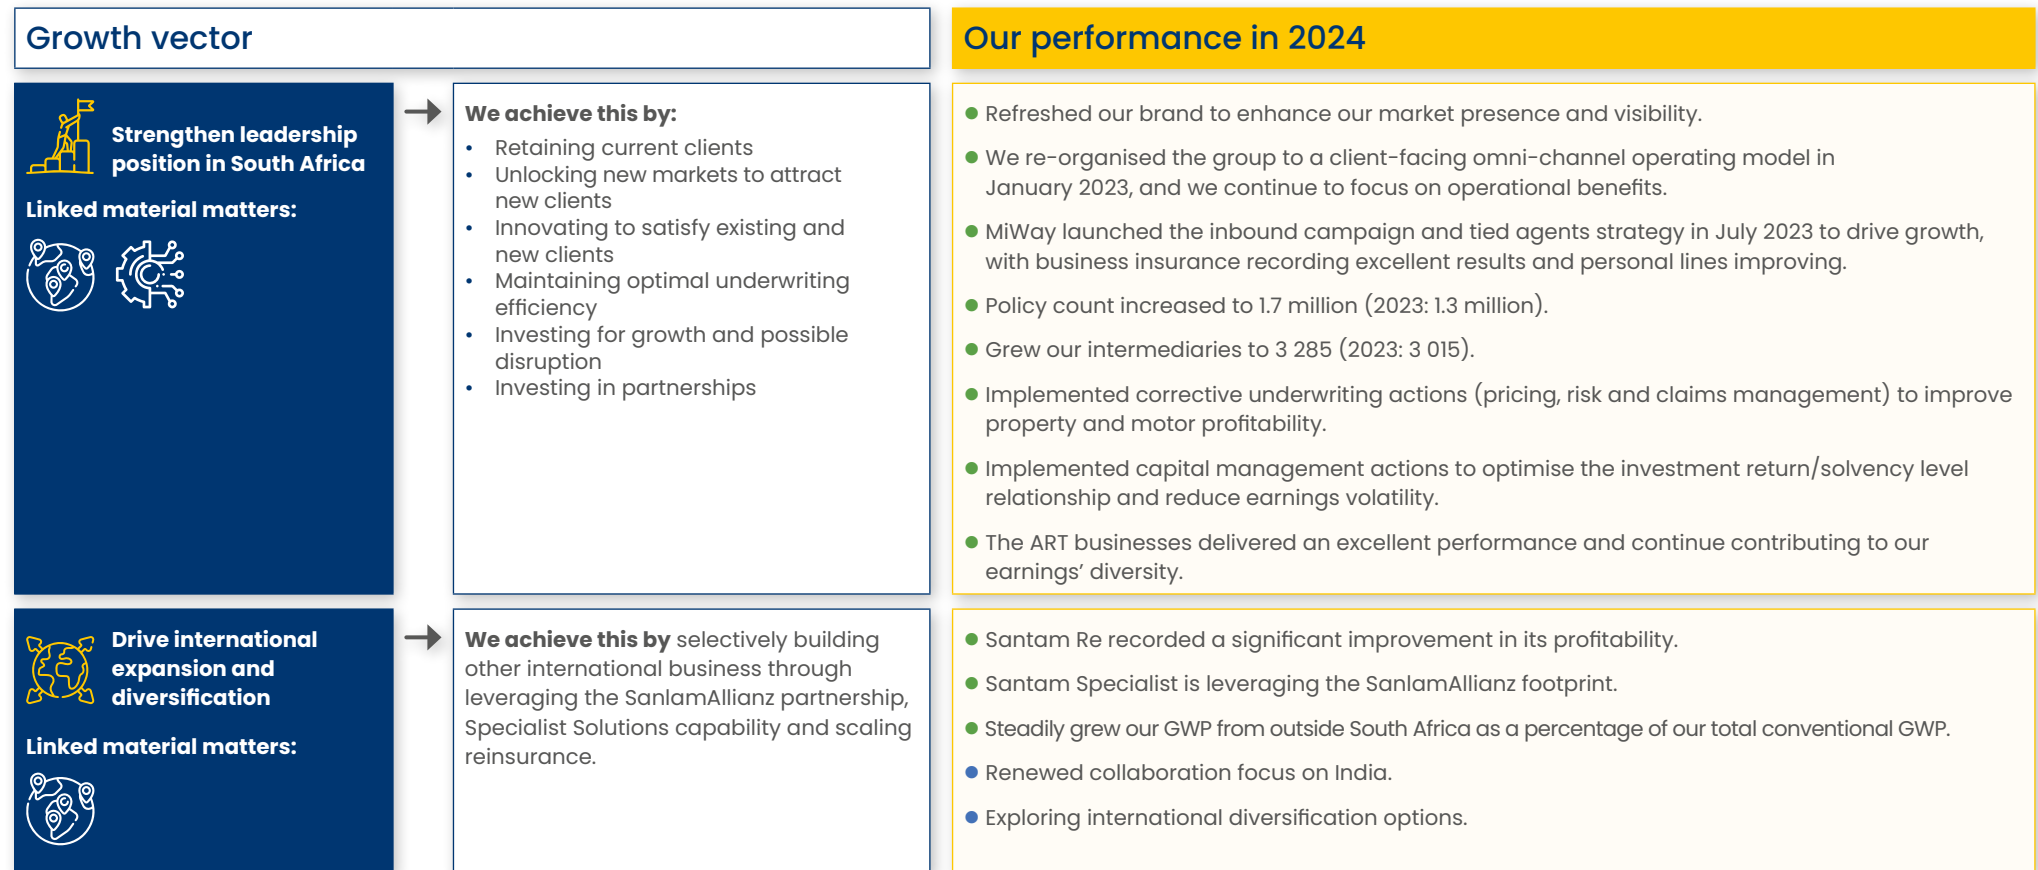 Growth vector
Our performance in 2024
Strengthen leadership
position in South Africa
Linked material matters:
We achieve this by:
• Retaining current clients
• Unlocking new markets to attract
new clients
• Innovating to satisfy existing and
new clients
• Maintaining optimal underwriting
efficiency
• Investing for growth and possible
disruption
• Investing in partnerships
● Refreshed our brand to enhance our market presence and visibility.
● We re-organised the group to a client-facing omni-channel operating model in
January 2023, and we continue to focus on operational benefits.
● MiWay launched the inbound campaign and tied agents strategy in July 2023 to drive growth,
with business insurance recording excellent results and personal lines improving.
● Policy count increased to 1.7 million (2023: 1.3 million).
● Grew our intermediaries to 3 285 (2023: 3 015).
● Implemented corrective underwriting actions (pricing, risk and claims management) to improve
property and motor profitability.
● Implemented capital management actions to optimise the investment return/solvency level
relationship and reduce earnings volatility.
● The ART businesses delivered an excellent performance and continue contributing to our
earnings’ diversity.
Drive international
expansion and
diversification
Linked material matters:
We achieve this by selectively building
other international business through
leveraging the SanlamAllianz partnership,
Specialist Solutions capability and scaling
reinsurance.
● Santam Re recorded a significant improvement in its profitability.
● Santam Specialist is leveraging the SanlamAllianz footprint.
● Steadily grew our GWP from outside South Africa as a percentage of our total conventional GWP.
● Renewed collaboration focus on India.
● Exploring international diversification options.